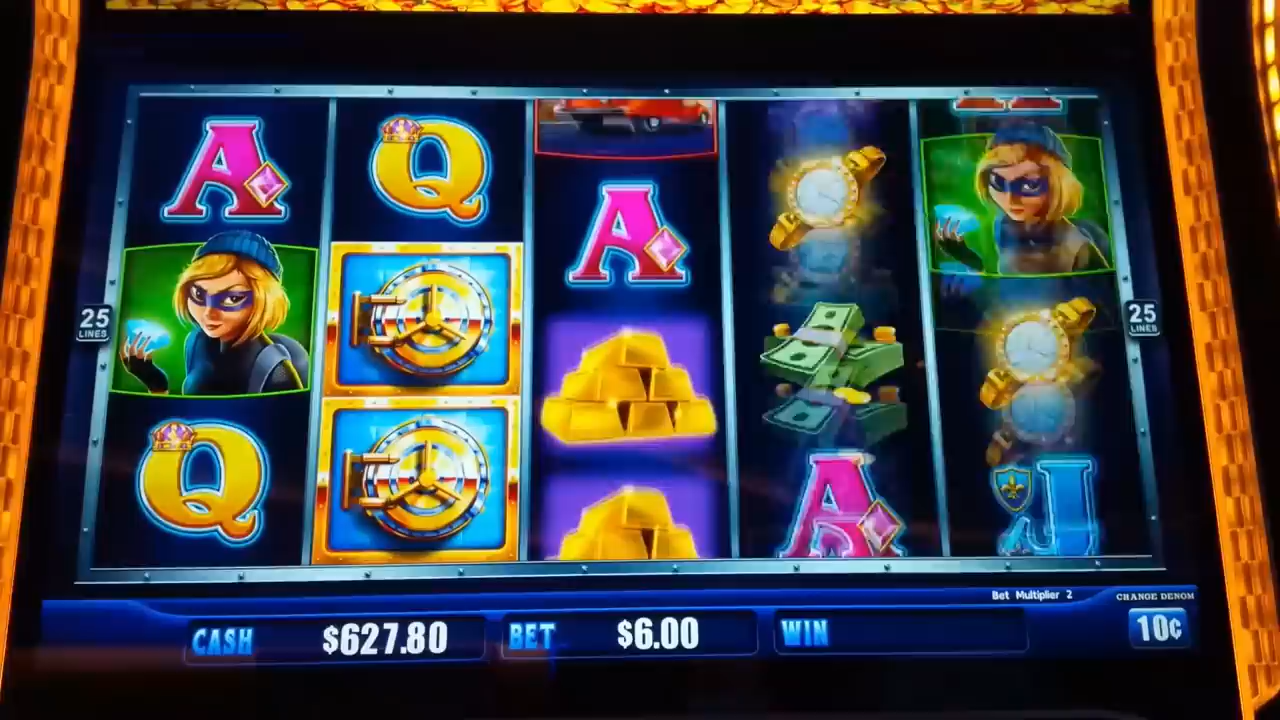 A
Q
A
25
LINES
25
LINES
Q
A
J
Bet Multiplier 2
CHANGE DENOM
CASH $627.80 BET $6.00 WIN 10¢